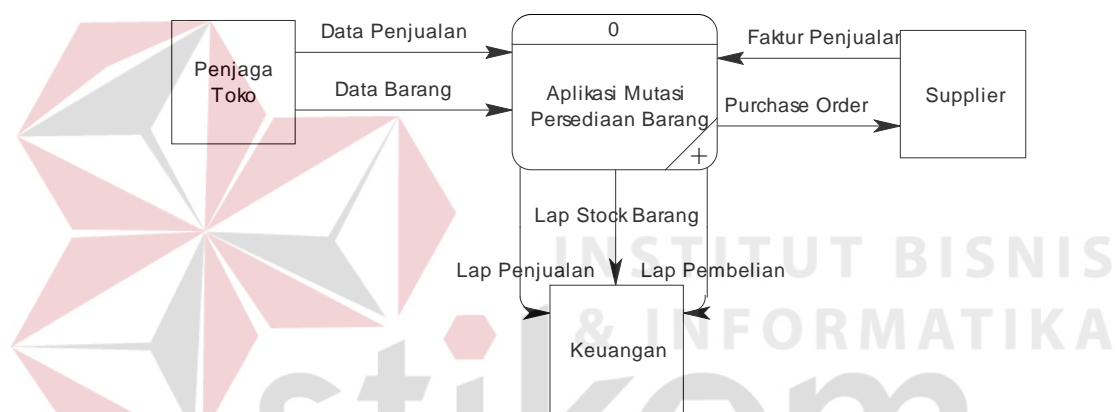 0
Data Penjualan
Faktur Penjualan
Penjaga
Toko
Data Barang
Aplikasi Mutasi
Persediaan Barang
Purchase Order
Supplier
+
Lap Stock Barang
INSTITUT BISNIS
Lap Penjualan
Lap Pembelian
& INFORMATIKA
Keuangan
stikom